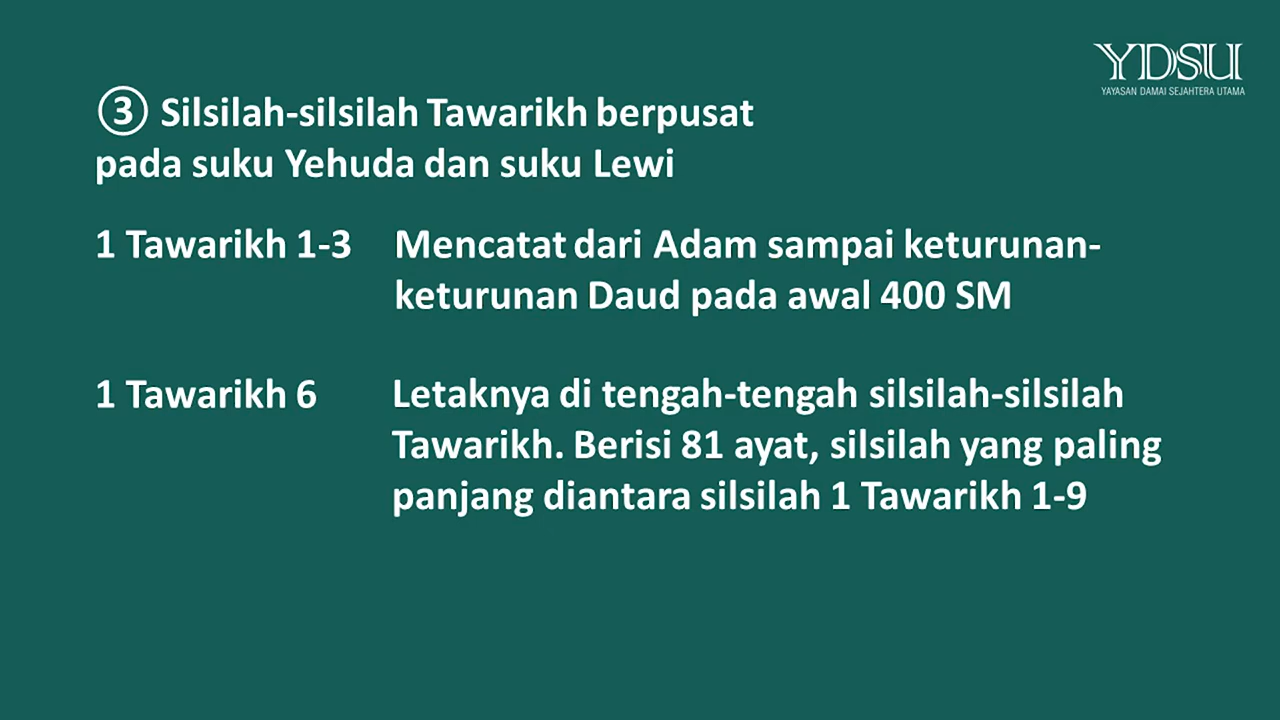 YDSU
YAYASAN DAMAI SEJAHTERA UTAMA
③ Silsilah-silsilah Tawarikh berpusat
pada suku Yehuda dan suku Lewi
1 Tawarikh 1-3 Mencatat dari Adam sampai keturunan-
keturunan Daud pada awal 400 SM
1 Tawarikh 6 Letaknya di tengah-tengah silsilah-silsilah
Tawarikh. Berisi 81 ayat, silsilah yang paling
panjang diantara silsilah 1 Tawarikh 1-9